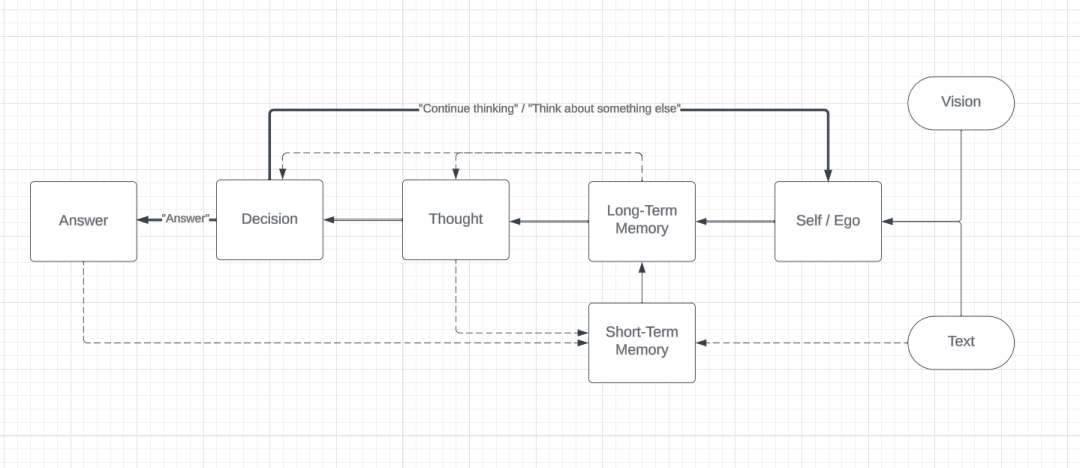 Vision
"Continue thinking" / "Think about something else"
Answer
"Answer"
Decision
Thought
Long-Term
Memory
Self / Ego
Short-Term
Memory
Text